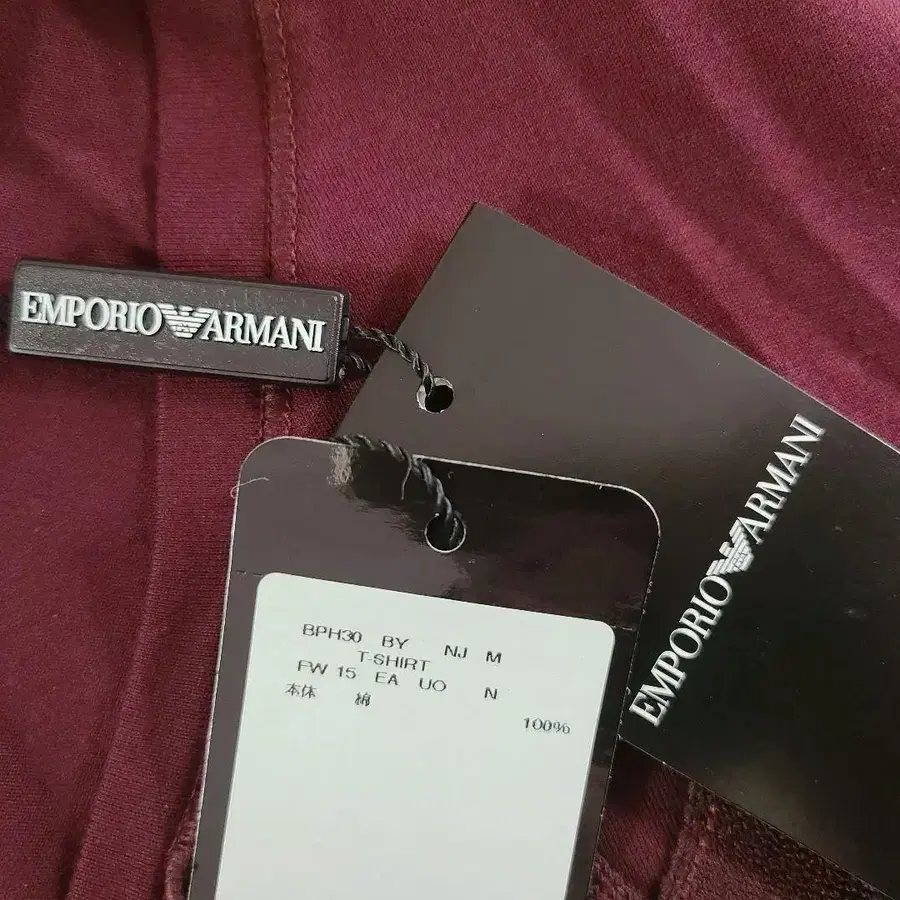 EMPORIO ARMANI
EMPORIO ARMANI
BPH30 BY NJ M
T-SHIRT
FW 15 EA UO N
本体 綿
100%